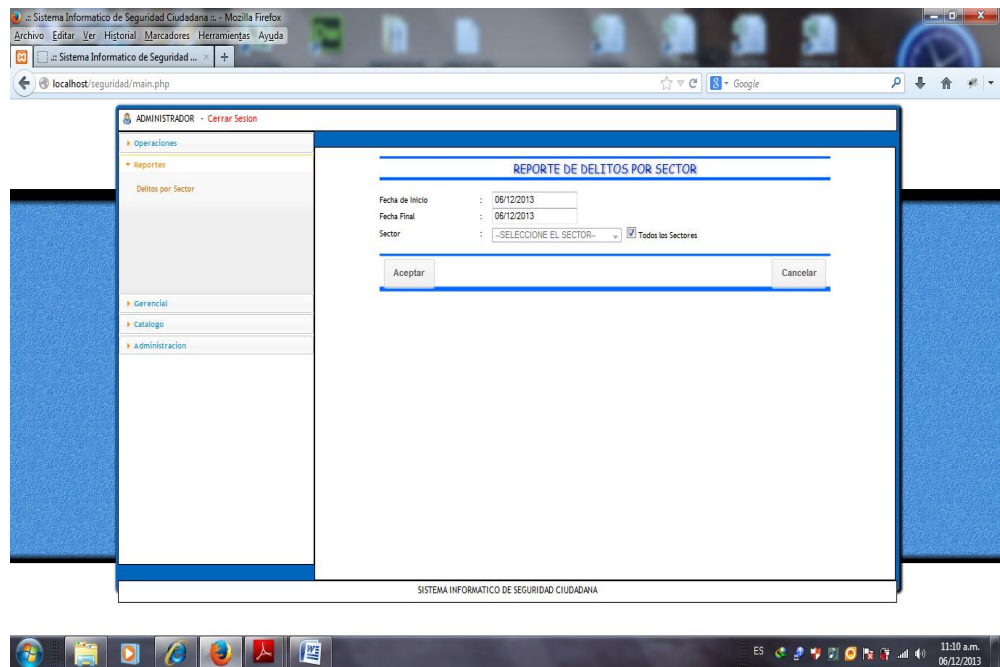 .:: Sistema Informatico de Seguridad Ciudadana ::. - Mozilla Firefox
Archivo Editar Ver Historial Marcadores Herramientas Ayuda
.:: Sistema Informatico de Seguridad ... × +
localhost/seguridad/main.php
Google
ADMINISTRADOR - Cerrar Sesion
Operaciones
Reportes
Delitos por Sector
Gerencial
Catalogo
Administracion
REPORTE DE DELITOS POR SECTOR
Fecha de Inicio : 06/12/2013
Fecha Final : 06/12/2013
Sector : --SELECCIONE EL SECTOR-- Todos los Sectores
Aceptar Cancelar
SISTEMA INFORMATICO DE SEGURIDAD CIUDADANA
ES 11:10 a.m.
06/12/2013